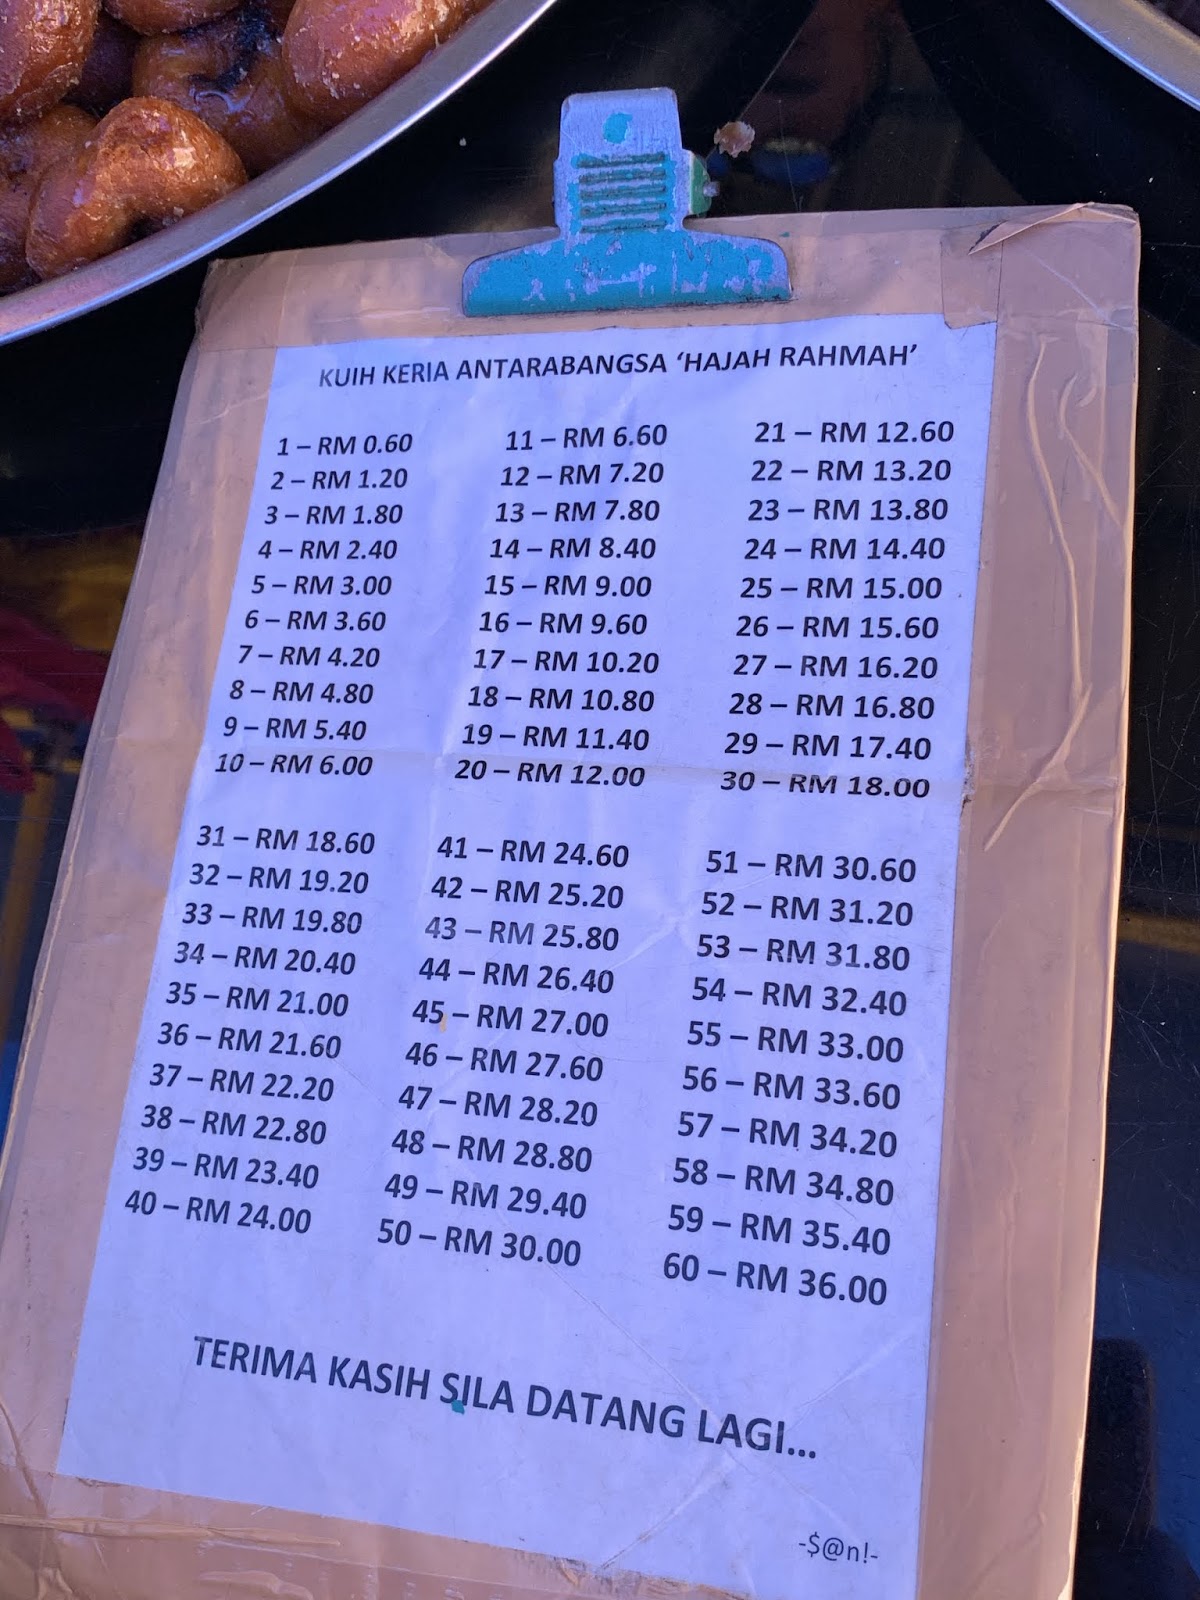 KUIH KERIA ANTARABANGSA ‘HAJAH RAHMAH’
1 – RM 0.60
2 – RM 1.20
3 – RM 1.80
4 – RM 2.40
5 – RM 3.00
6 – RM 3.60
7 – RM 4.20
8 – RM 4.80
9 – RM 5.40
10 – RM 6.00
11 – RM 6.60
12 – RM 7.20
13 – RM 7.80
14 – RM 8.40
15 – RM 9.00
16 – RM 9.60
17 – RM 10.20
18 – RM 10.80
19 – RM 11.40
20 – RM 12.00
21 – RM 12.60
22 – RM 13.20
23 – RM 13.80
24 – RM 14.40
25 – RM 15.00
26 – RM 15.60
27 – RM 16.20
28 – RM 16.80
29 – RM 17.40
30 – RM 18.00
31 – RM 18.60
32 – RM 19.20
33 – RM 19.80
34 – RM 20.40
35 – RM 21.00
36 – RM 21.60
37 – RM 22.20
38 – RM 22.80
39 – RM 23.40
40 – RM 24.00
41 – RM 24.60
42 – RM 25.20
43 – RM 25.80
44 – RM 26.40
45 – RM 27.00
46 – RM 27.60
47 – RM 28.20
48 – RM 28.80
49 – RM 29.40
50 – RM 30.00
51 – RM 30.60
52 – RM 31.20
53 – RM 31.80
54 – RM 32.40
55 – RM 33.00
56 – RM 33.60
57 – RM 34.20
58 – RM 34.80
59 – RM 35.40
60 – RM 36.00
TERIMA KASIH SILA DATANG LAGI...
-$@n!-